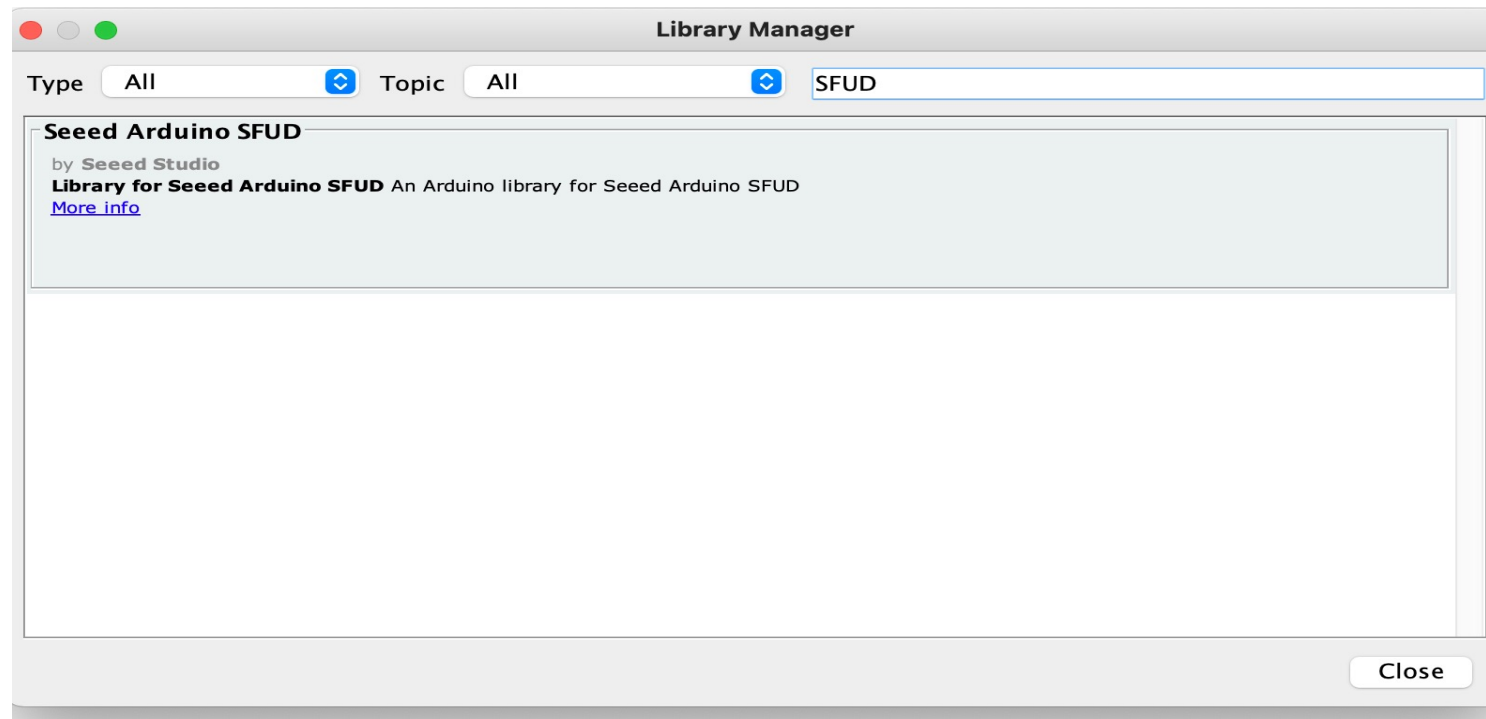 Library Manager
Type All Topic All SFUD
Seeed Arduino SFUD
by Seeed Studio
Library for Seeed Arduino SFUD An Arduino library for Seeed Arduino SFUD
More info
Close